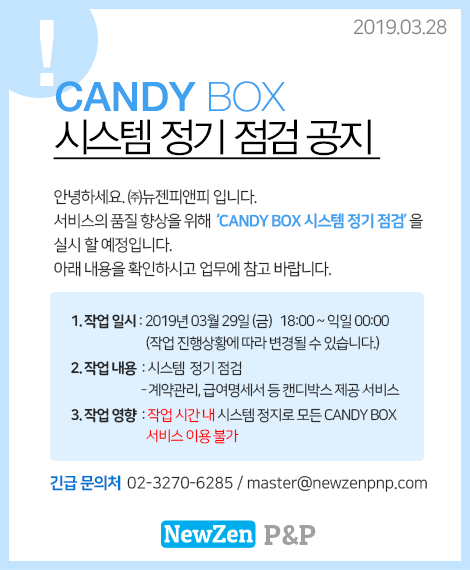 !
2019.03.28
CANDY BOX
시스템 정기 점검 공지
안녕하세요. ㈜뉴젠피앤피 입니다.
서비스의 품질 향상을 위해 ‘CANDY BOX 시스템 정기 점검’ 을
실시 할 예정입니다.
아래 내용을 확인하시고 업무에 참고 바랍니다.
1. 작업 일시 : 2019년 03월 29일 (금) 18:00 ~ 익일 00:00
(작업 진행상황에 따라 변경될 수 있습니다.)
2. 작업 내용 : 시스템 정기 점검
- 계약관리, 급여명세서 등 캔디박스 제공 서비스
3. 작업 영향 : 작업 시간 내 시스템 정지로 모든 CANDY BOX
서비스 이용 불가
긴급 문의처 02-3270-6285 / master@newzenpnp.com
NewZen P&P